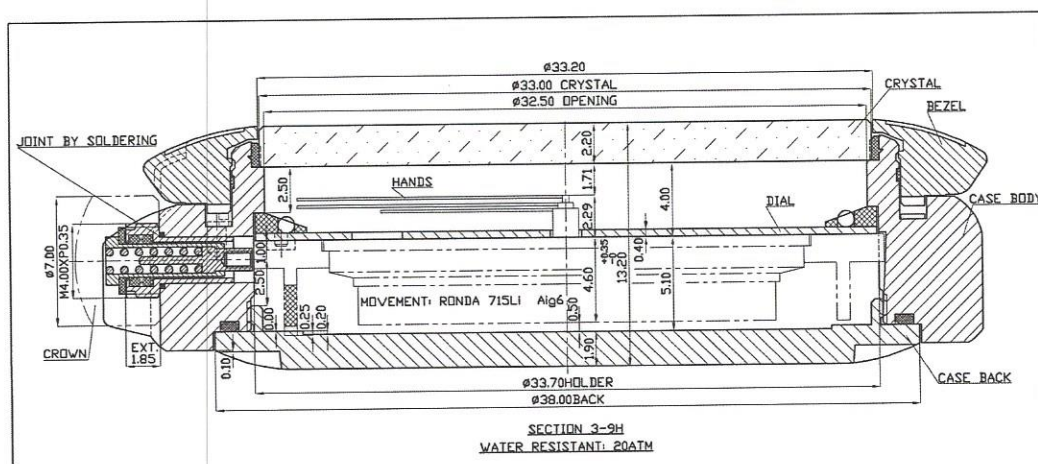 Ø33.20
Ø33.00 CRYSTAL
Ø32.50 OPENING
CRYSTAL
BEZEL
JOINT BY SOLDERING
HANDS
2.50
2.20
1.71
2.29
4.00
DIAL
CASE BODY
Ø7.00
M4.00XP0.35
1.00
2.50
4.60 +0.35 -0
13.20
0.40
5.10
MOVEMENT: RONDA 715Li Aig6
0.00
0.25
0.20
0.50
1.90
CROWN
EXT.
1.85
0.10
Ø33.70HOLDER
Ø38.00BACK
CASE BACK
SECTION 3-9H
WATER RESISTANT: 20ATM